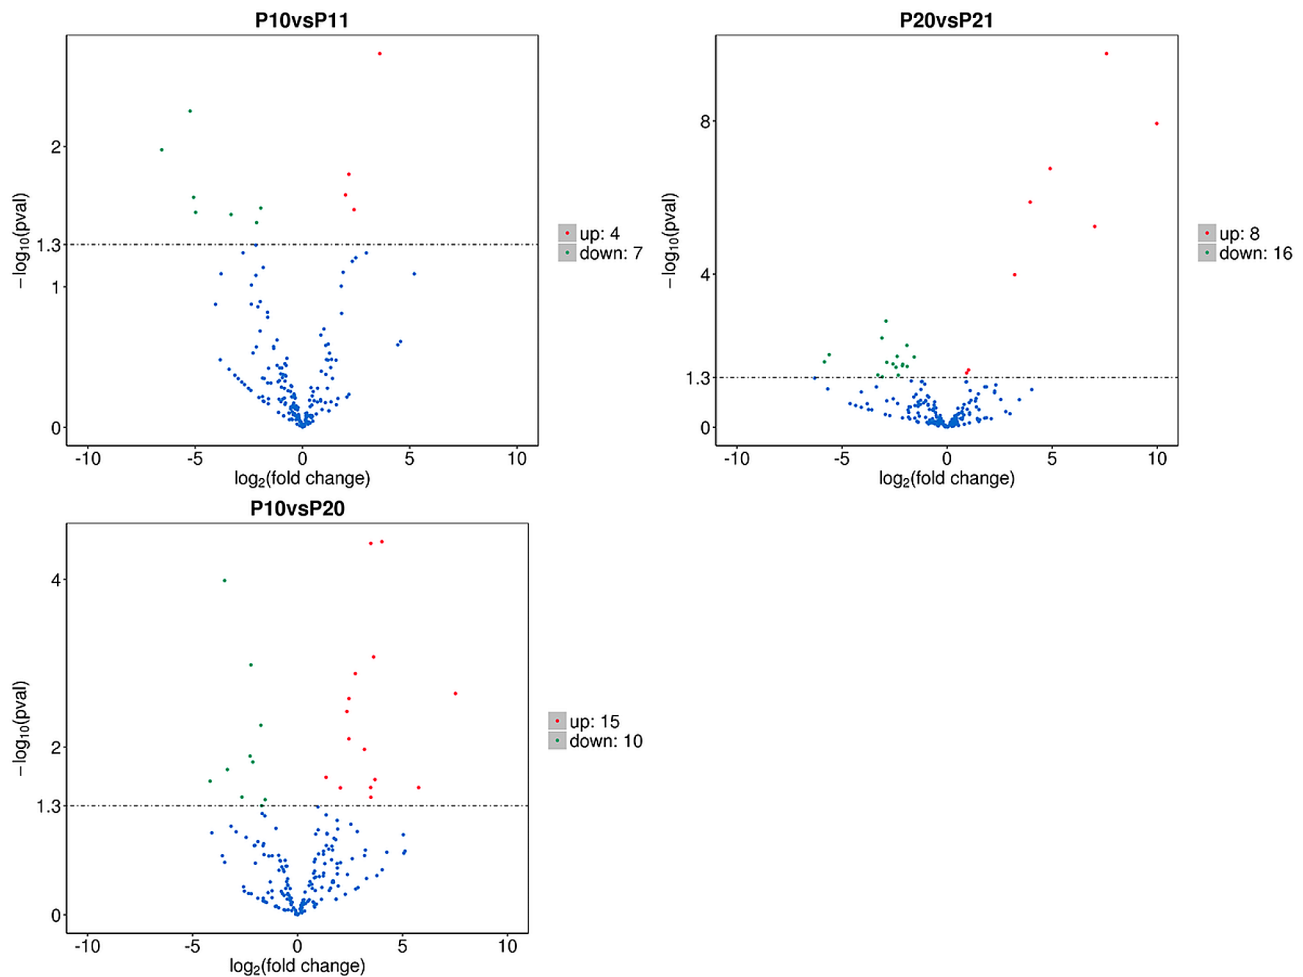 P10vsP11
−log10(pval)
2
1.3
1
0
-10 -5 0 5 10
log2(fold change)
up: 4
down: 7
P20vsP21
−log10(pval)
8
4
1.3
0
-10 -5 0 5 10
log2(fold change)
up: 8
down: 16
P10vsP20
−log10(pval)
4
2
1.3
0
-10 -5 0 5 10
log2(fold change)
up: 15
down: 10